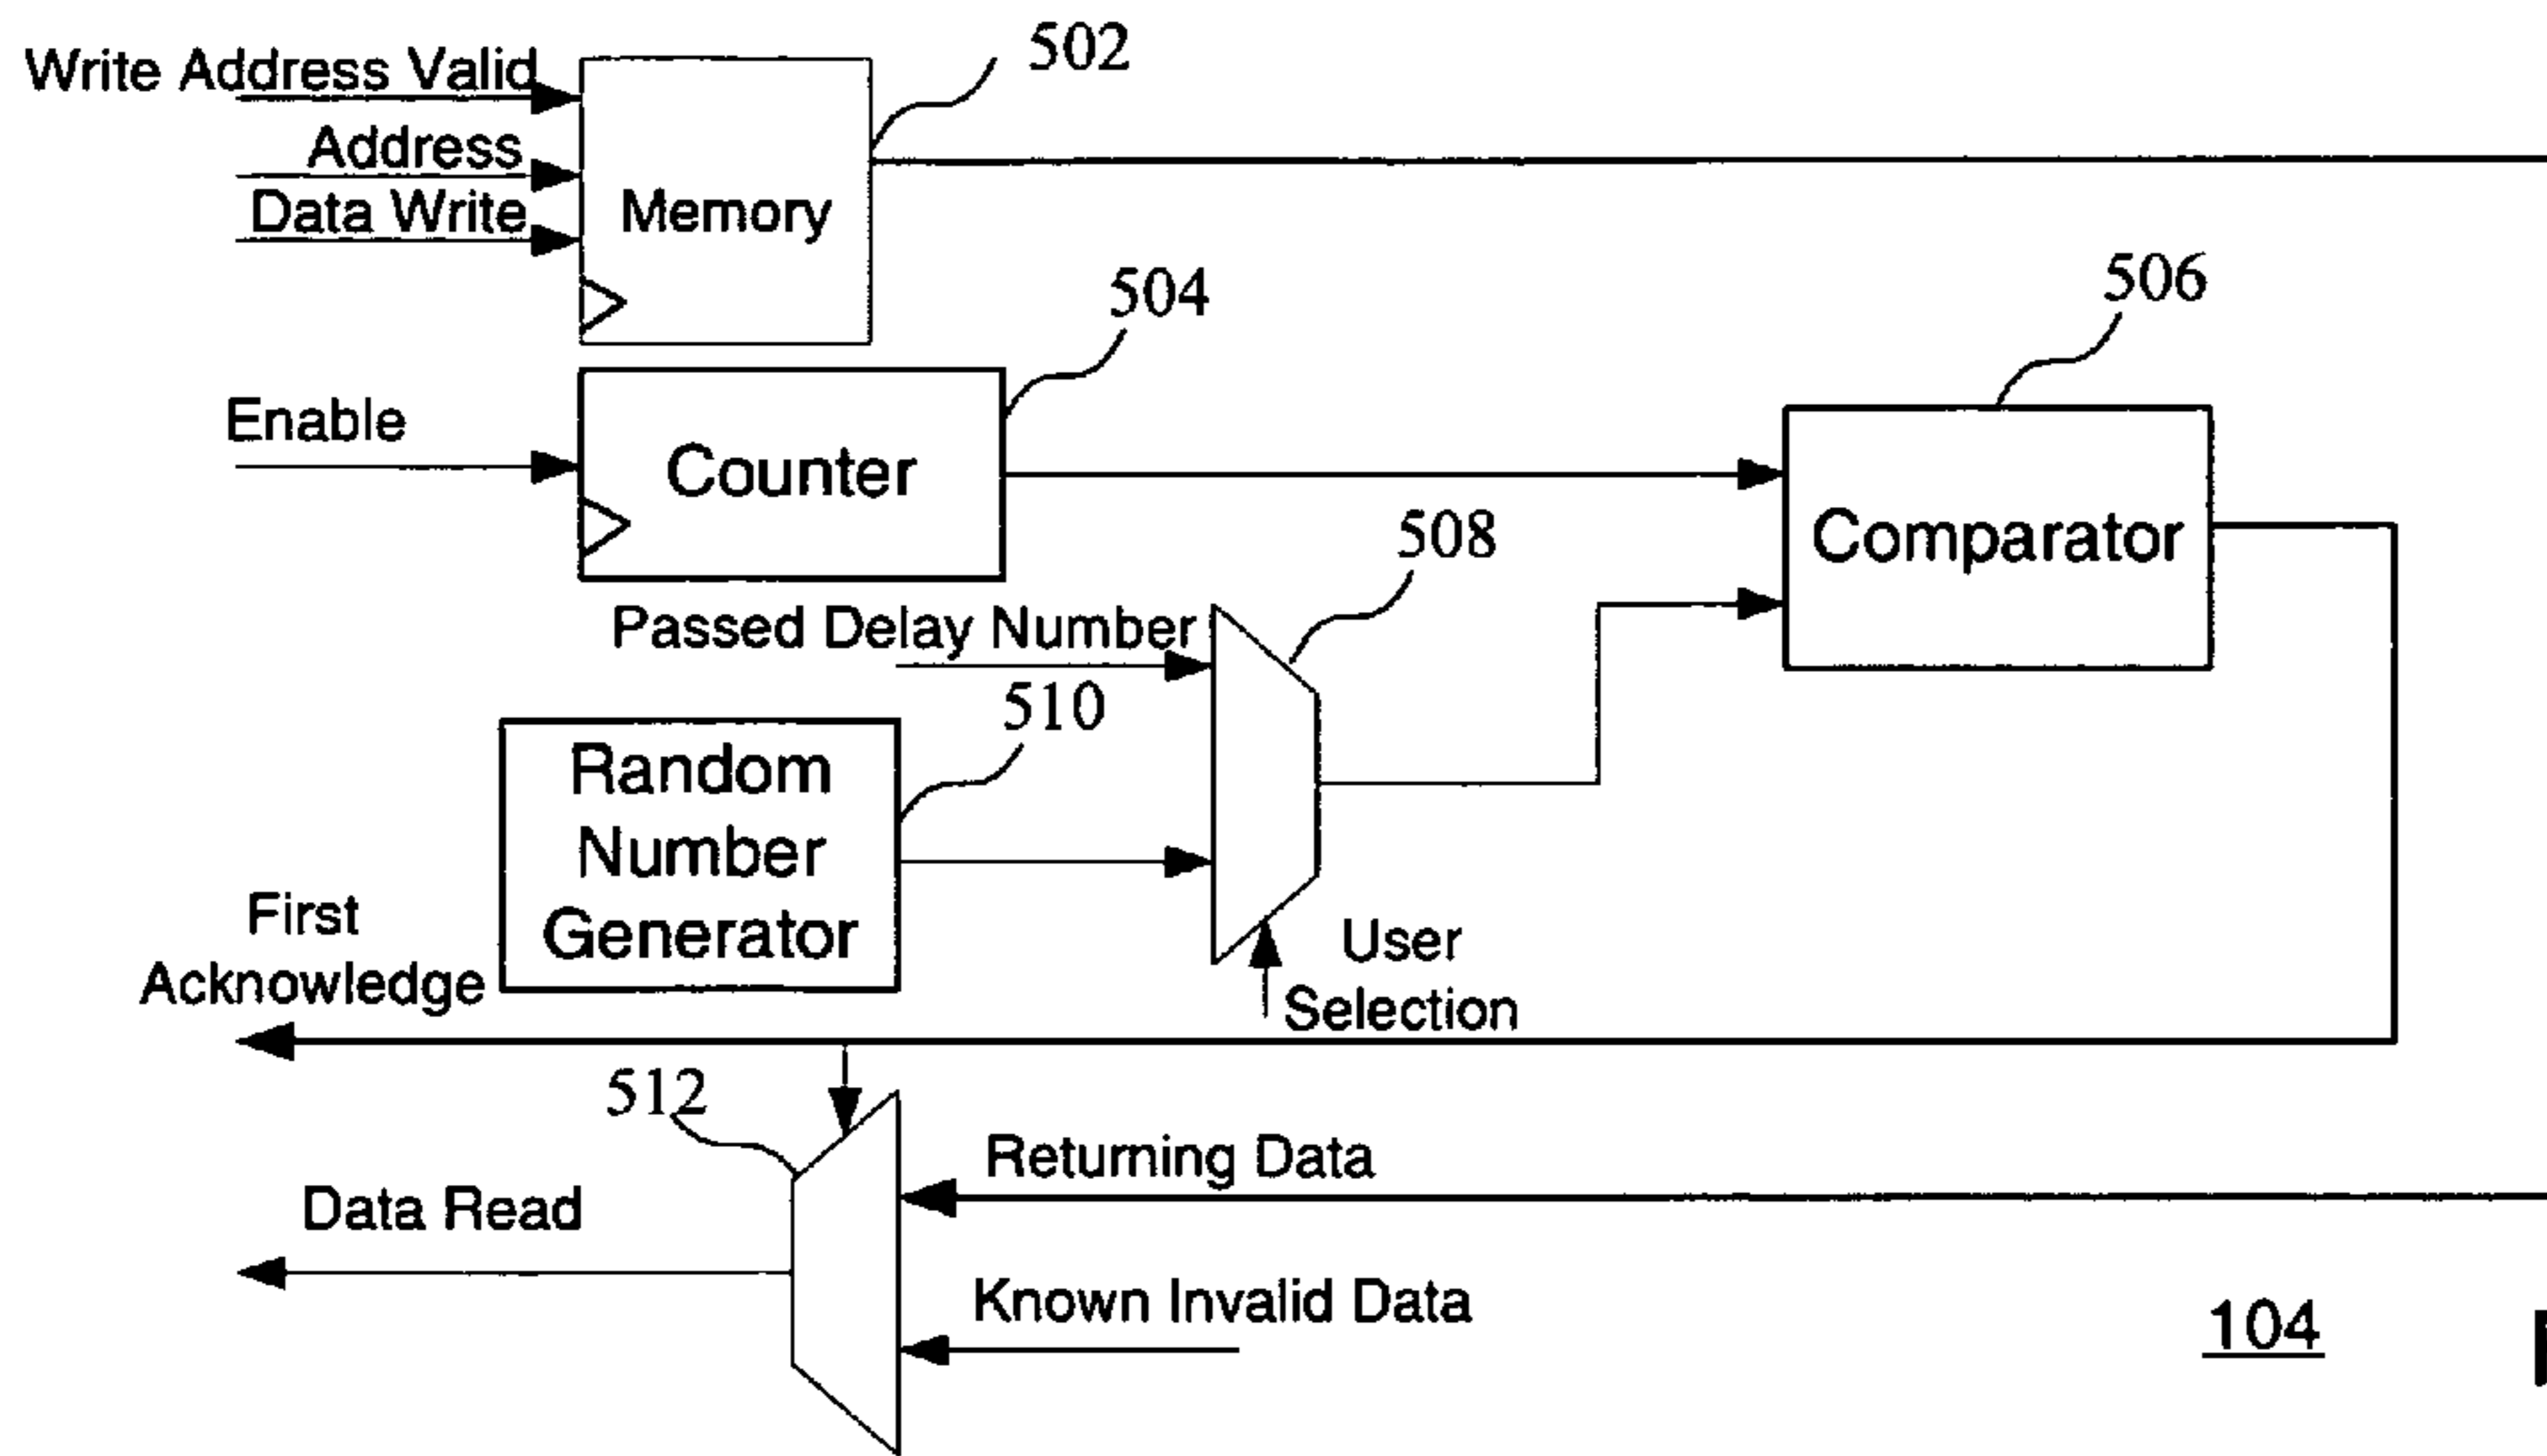 Write Address Valid
502
Address
Data Write
Memory
504
506
Enable
Counter
Comparator
508
Passed Delay Number
510
Random
Number
Generator
First
Acknowledge
User
Selection
512
Returning Data
Data Read
Known Invalid Data
104